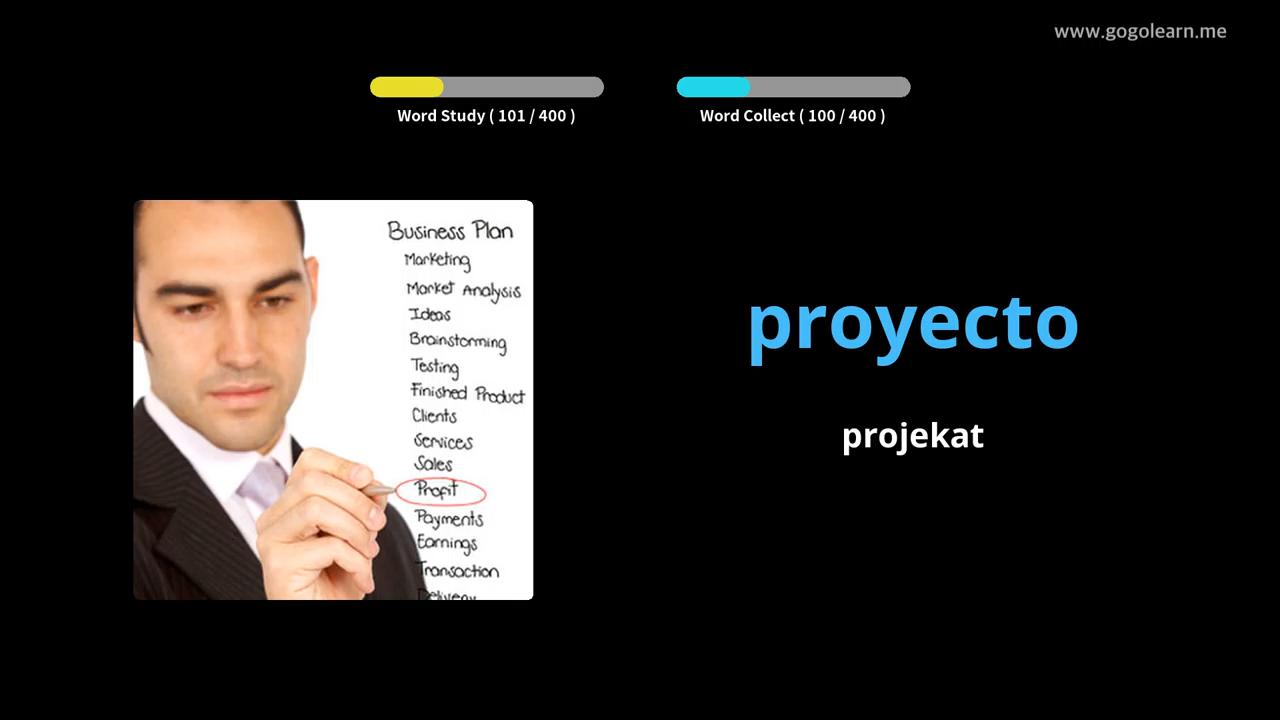 www.gogolearn.me
Word Study ( 101 / 400 )
Word Collect ( 100 / 400 )
Business Plan
Marketing
Market Analysis
Ideas
Brainstorming
Testing
Finished Product
Clients
Services
Sales
Profit
Payments
Earnings
Transaction
Delivery
proyecto
projekat